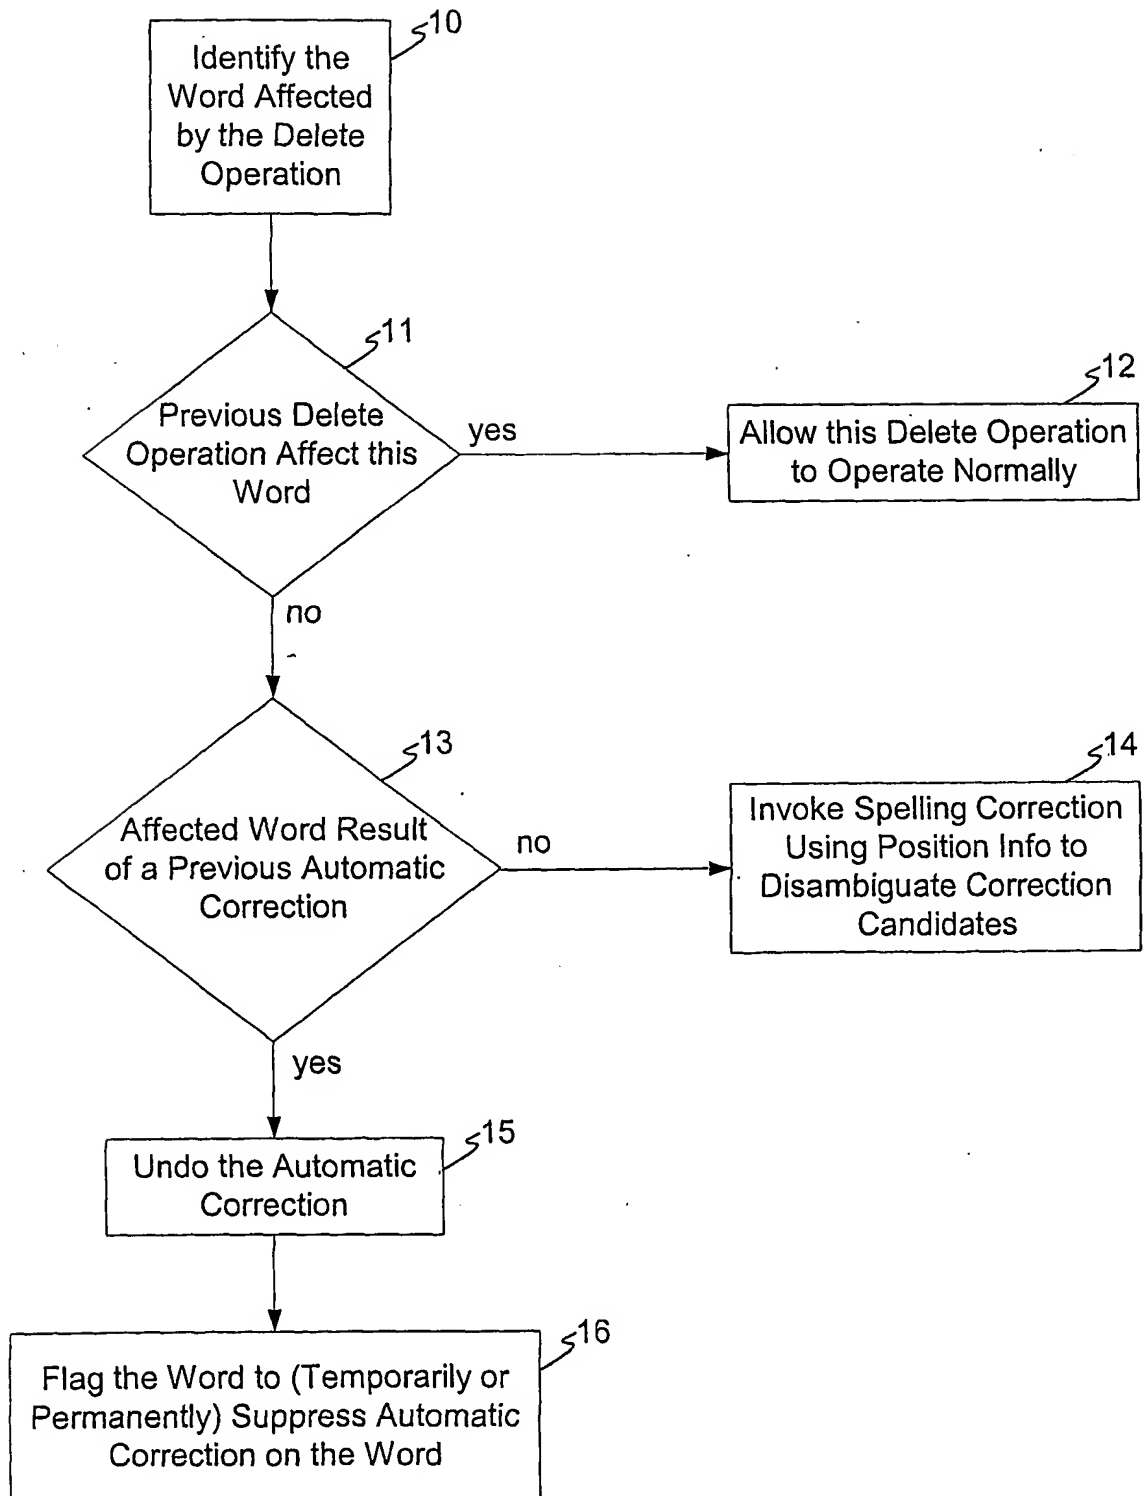 10
Identify the
Word Affected
by the Delete
Operation
11
Previous Delete
Operation Affect this
Word
yes
12
Allow this Delete Operation
to Operate Normally
no
13
Affected Word Result
of a Previous Automatic
Correction
no
14
Invoke Spelling Correction
Using Position Info to
Disambiguate Correction
Candidates
yes
15
Undo the Automatic
Correction
16
Flag the Word to (Temporarily or
Permanently) Suppress Automatic
Correction on the Word